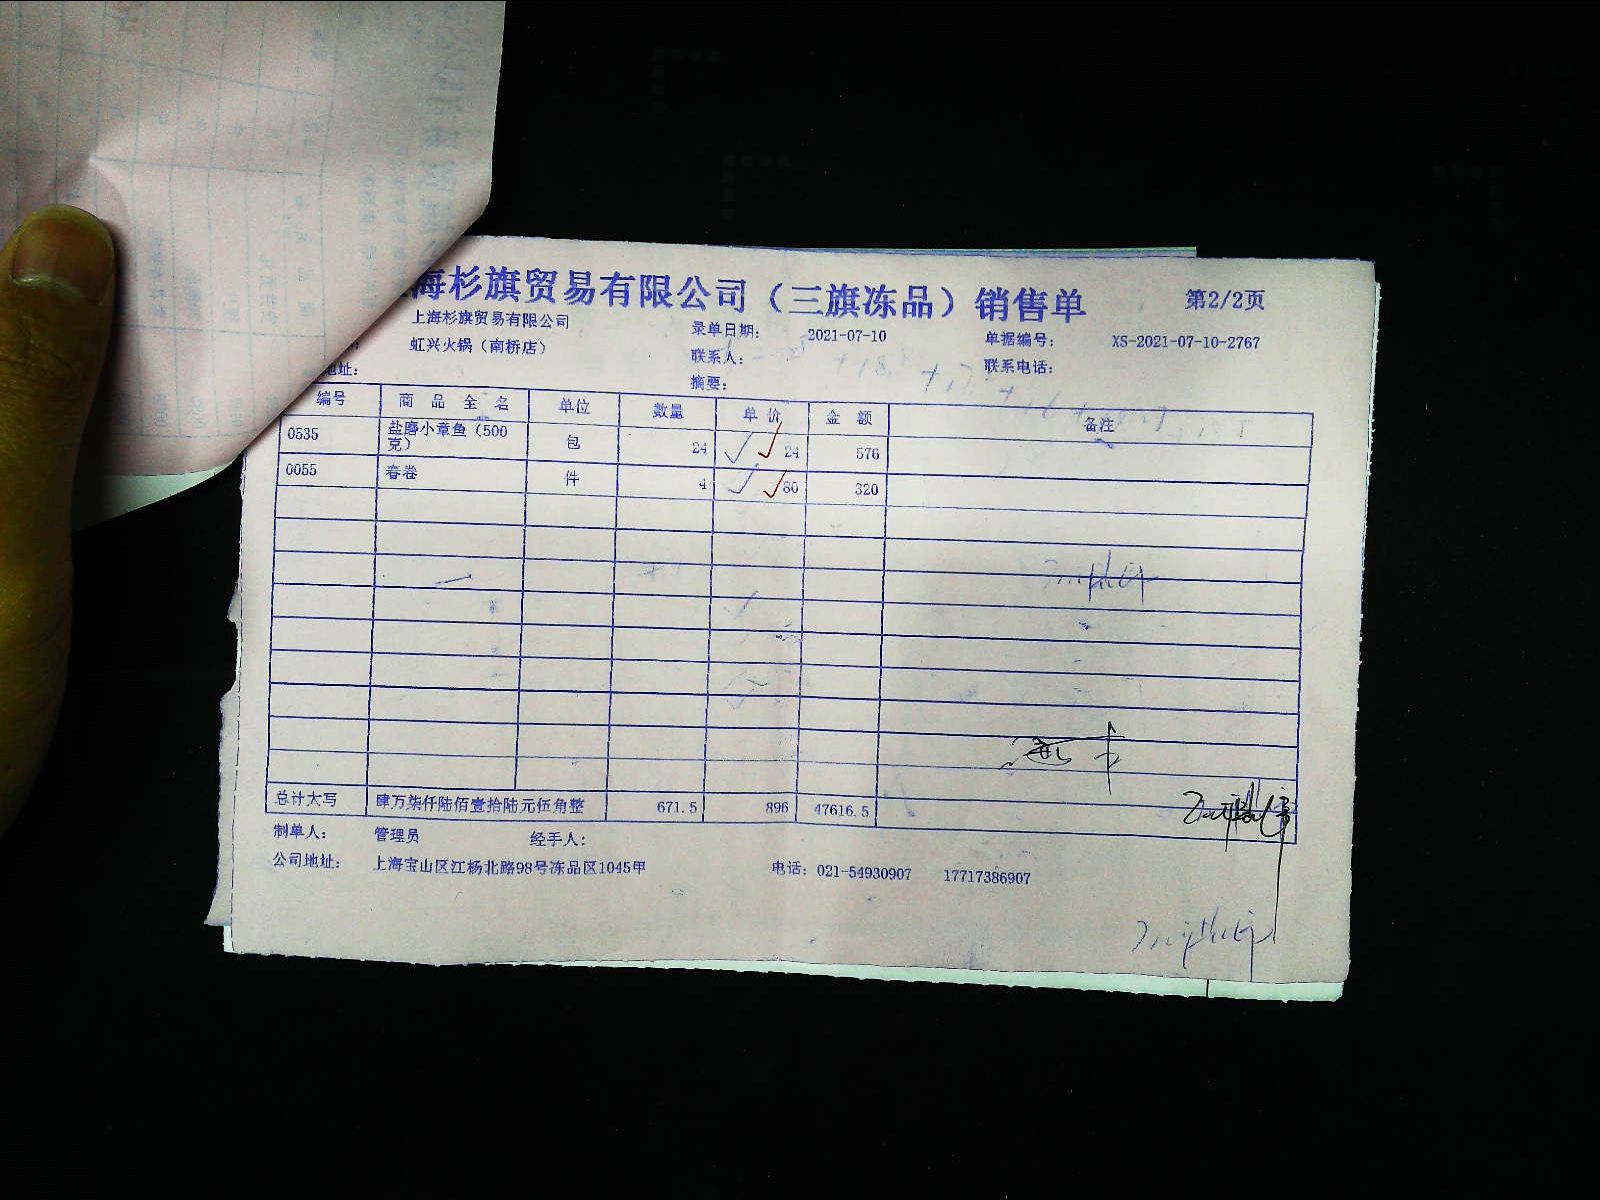 海杉旗贸易有限公司（三旗冻品）销售单 第2/2页
上海杉旗贸易有限公司 录单日期： 2021-07-10 单据编号： XS-2021-07-10-2767
虹兴火锅（南桥店） 联系人： 联系电话：
地址： 摘要：
编号 商品全名 单位 数量 单价 金额 备注
0535 盐磨小章鱼（500克） 包 24 24 576
0055 春卷 件 4 80 320
总计大写 肆万柒仟陆佰壹拾陆元伍角整 671.5 896 47616.5
制单人： 管理员 经手人：
公司地址： 上海宝山区江杨北路98号冻品区1045甲 电话：021-54930907 17717386907